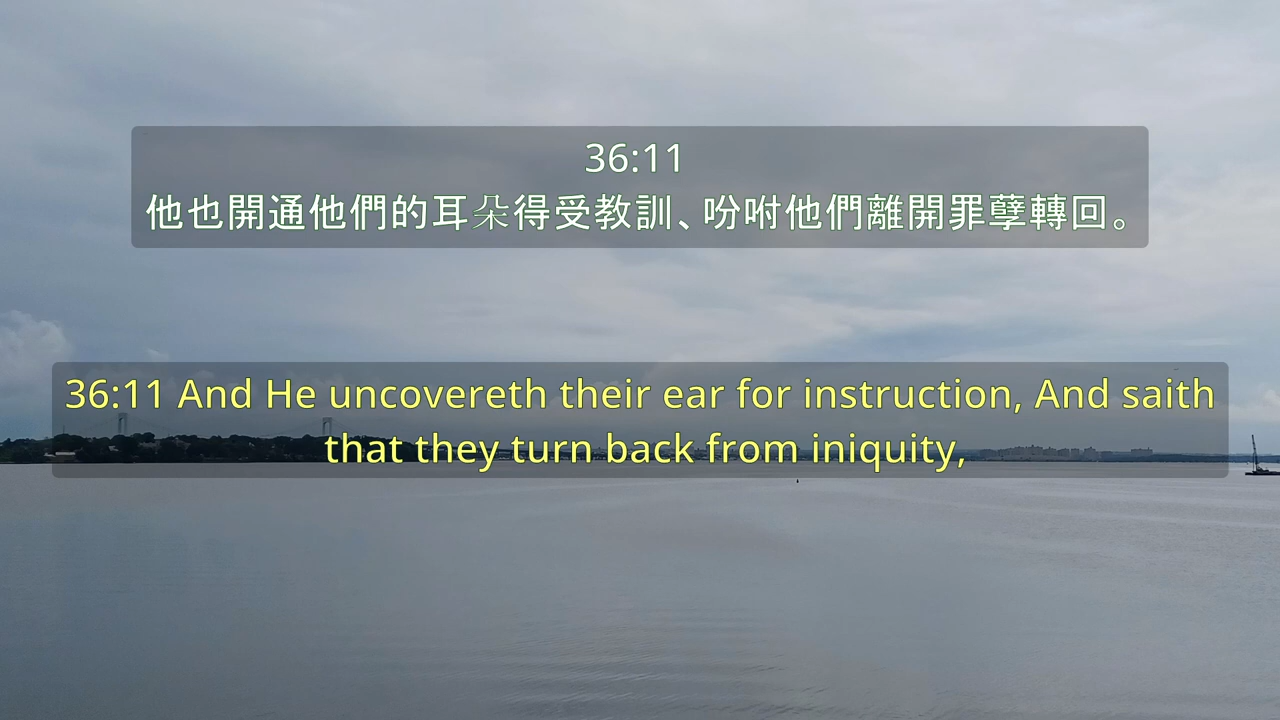 36:11
他也開通他們的耳朵得受教訓、吩咐他們離開罪孽轉回。
36:11 And He uncovereth their ear for instruction, And saith
that they turn back from iniquity,